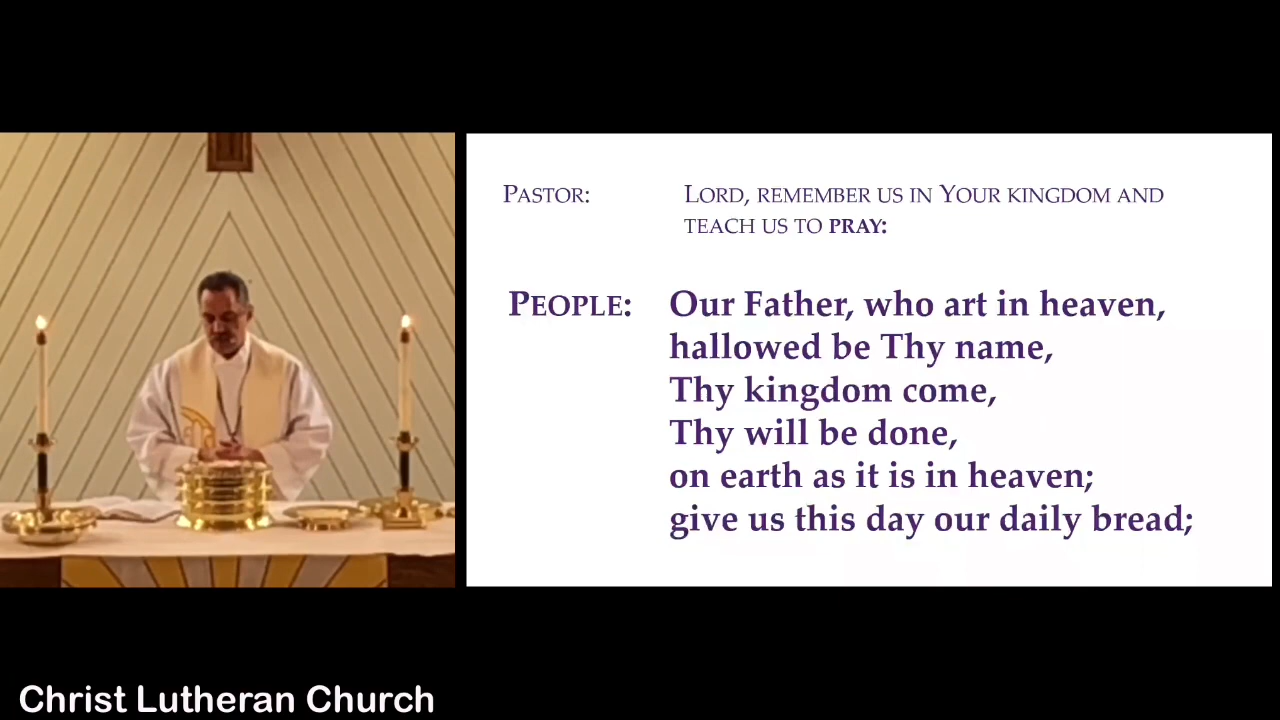 PASTOR: LORD, REMEMBER US IN YOUR KINGDOM AND
TEACH US TO PRAY:
PEOPLE: Our Father, who art in heaven,
hallowed be Thy name,
Thy kingdom come,
Thy will be done,
on earth as it is in heaven;
give us this day our daily bread;
Christ Lutheran Church